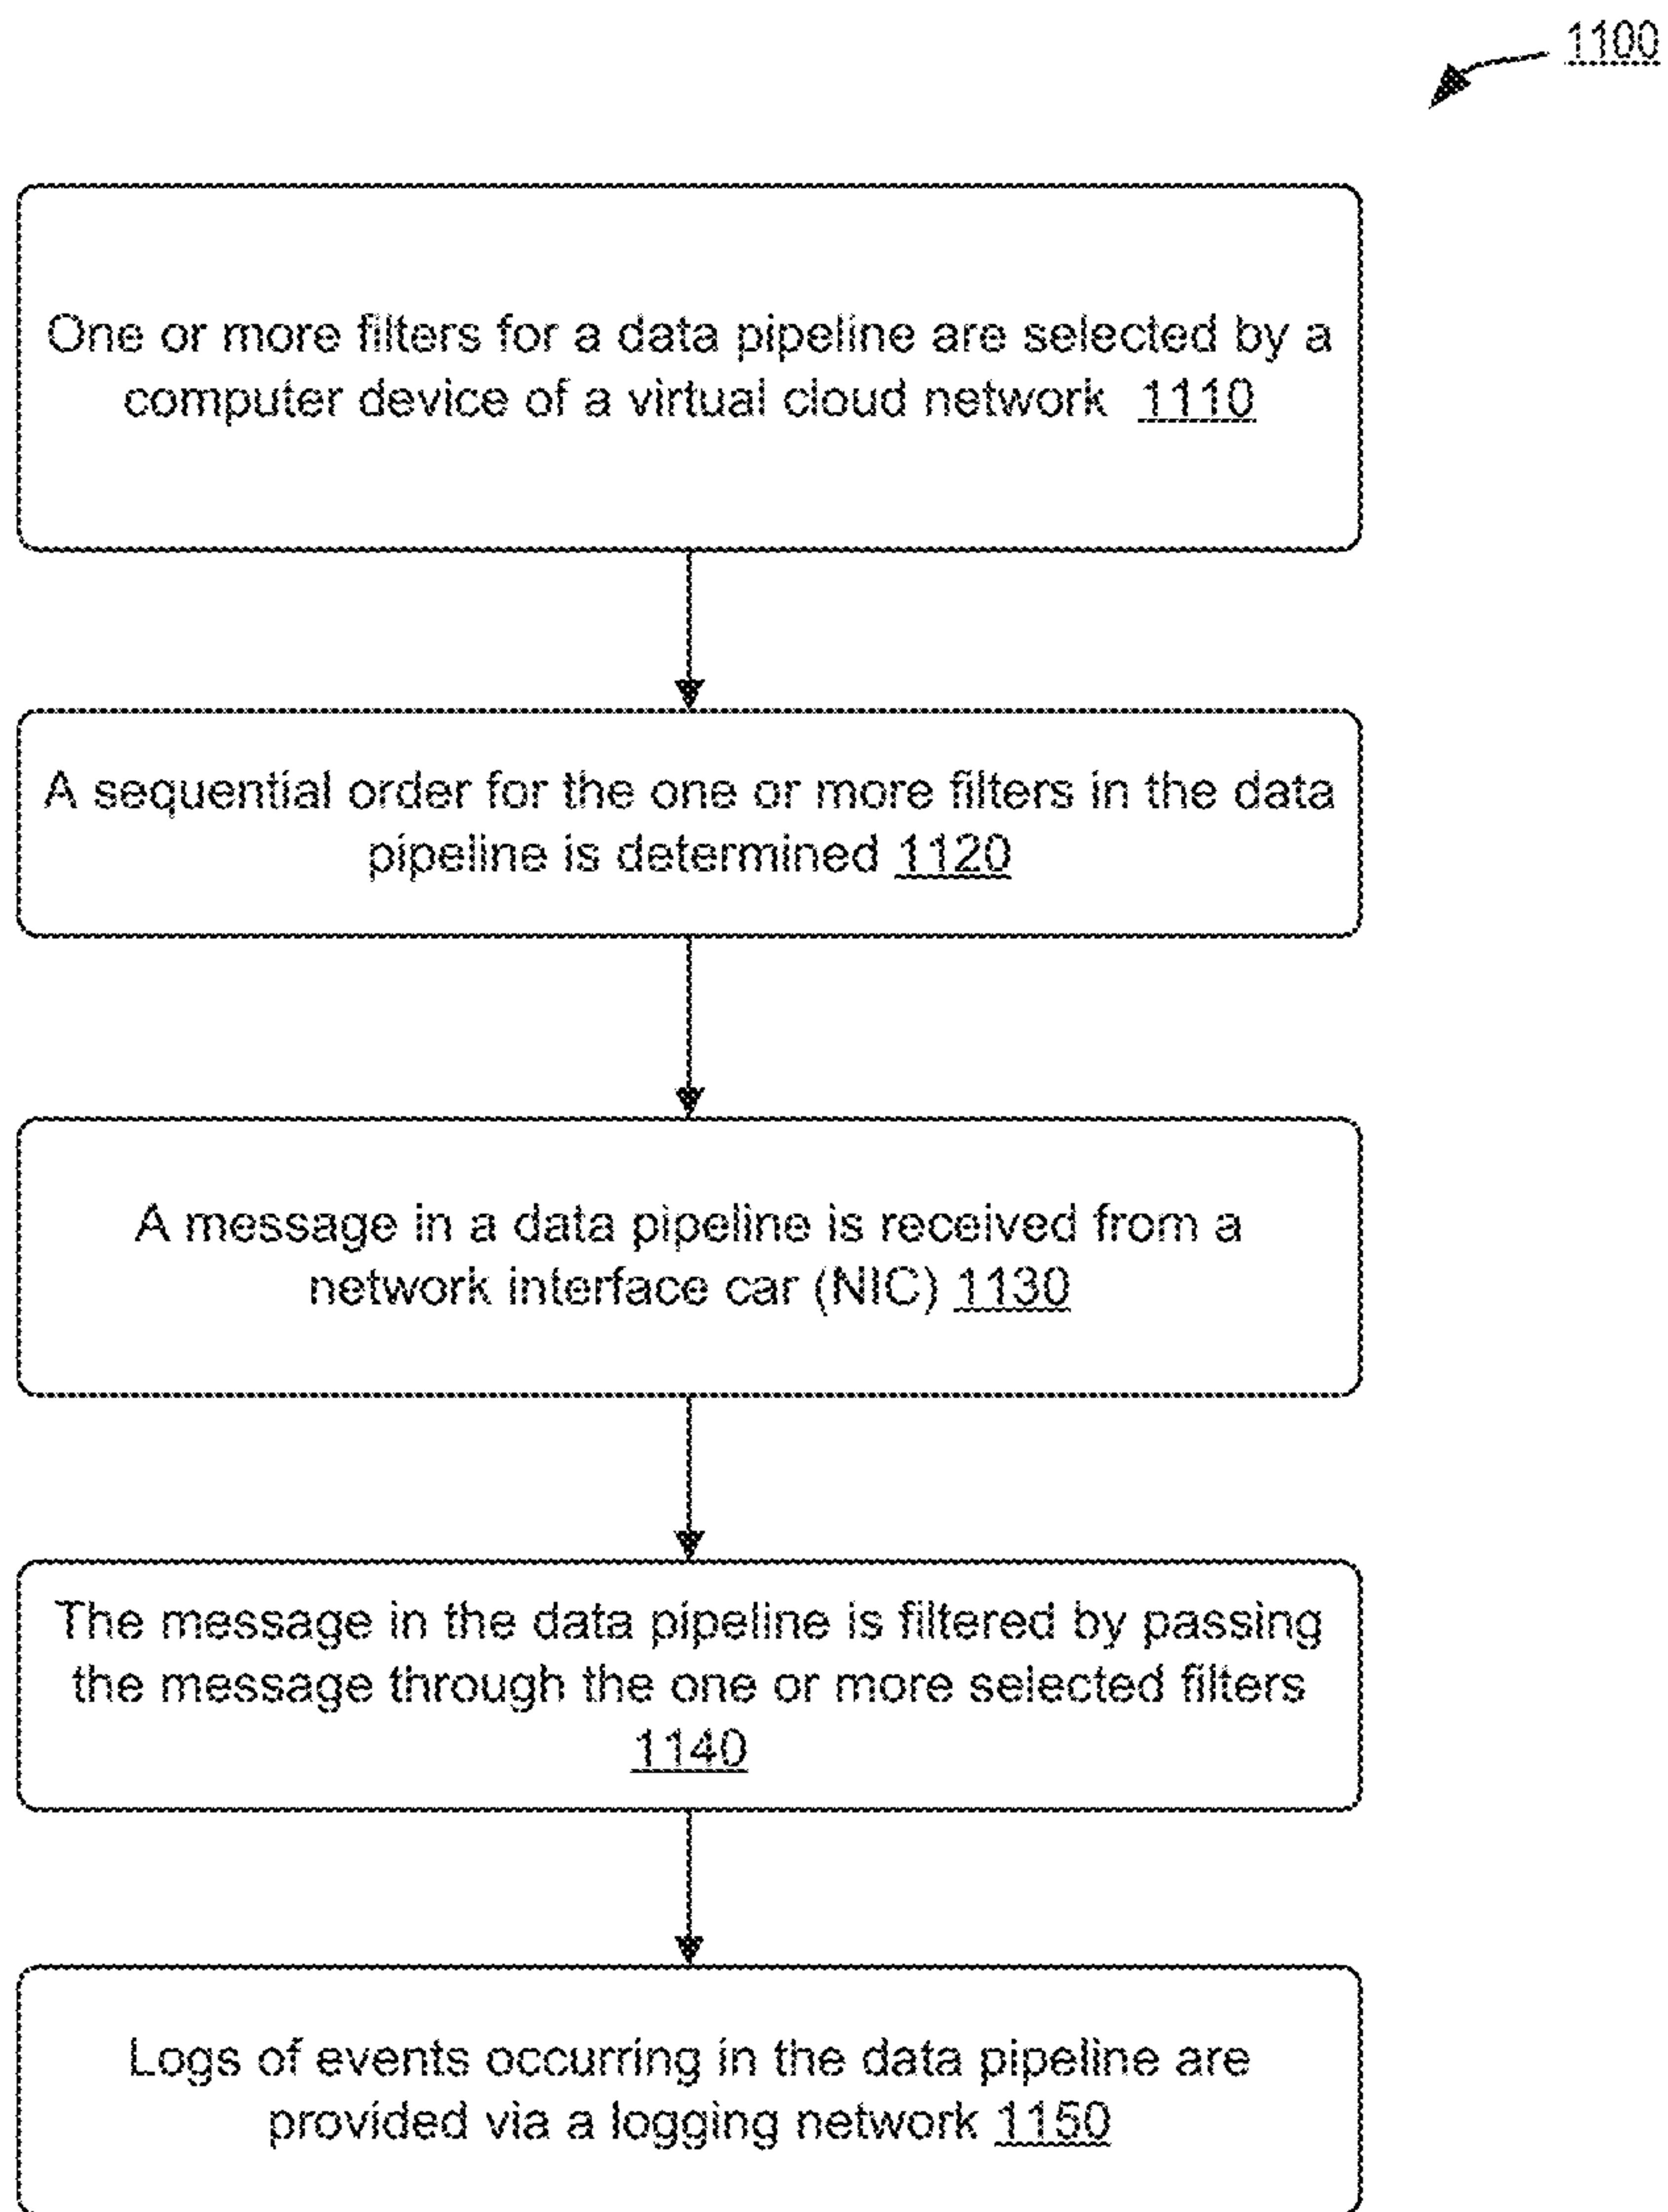 1100
One or more filters for a data pipeline are selected by a
computer device of a virtual cloud network 1110
A sequential order for the one or more filters in the data
pipeline is determined 1120
A message in a data pipeline is received from a
network interface car (NIC) 1130
The message in the data pipeline is filtered by passing
the message through the one or more selected filters
1140
Logs of events occurring in the data pipeline are
provided via a logging network 1150